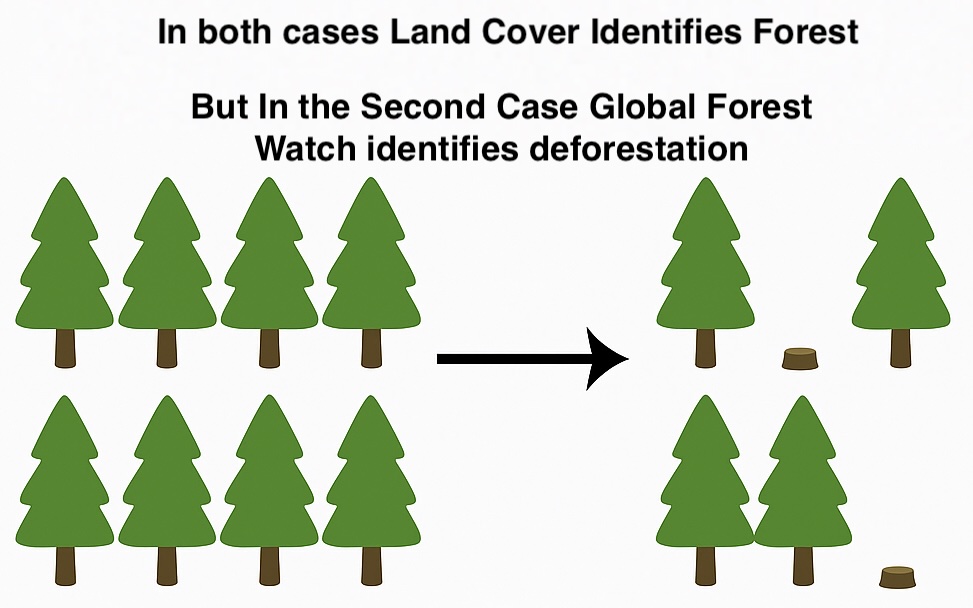 In both cases Land Cover Identifies Forest
But In the Second Case Global Forest
Watch identifies deforestation